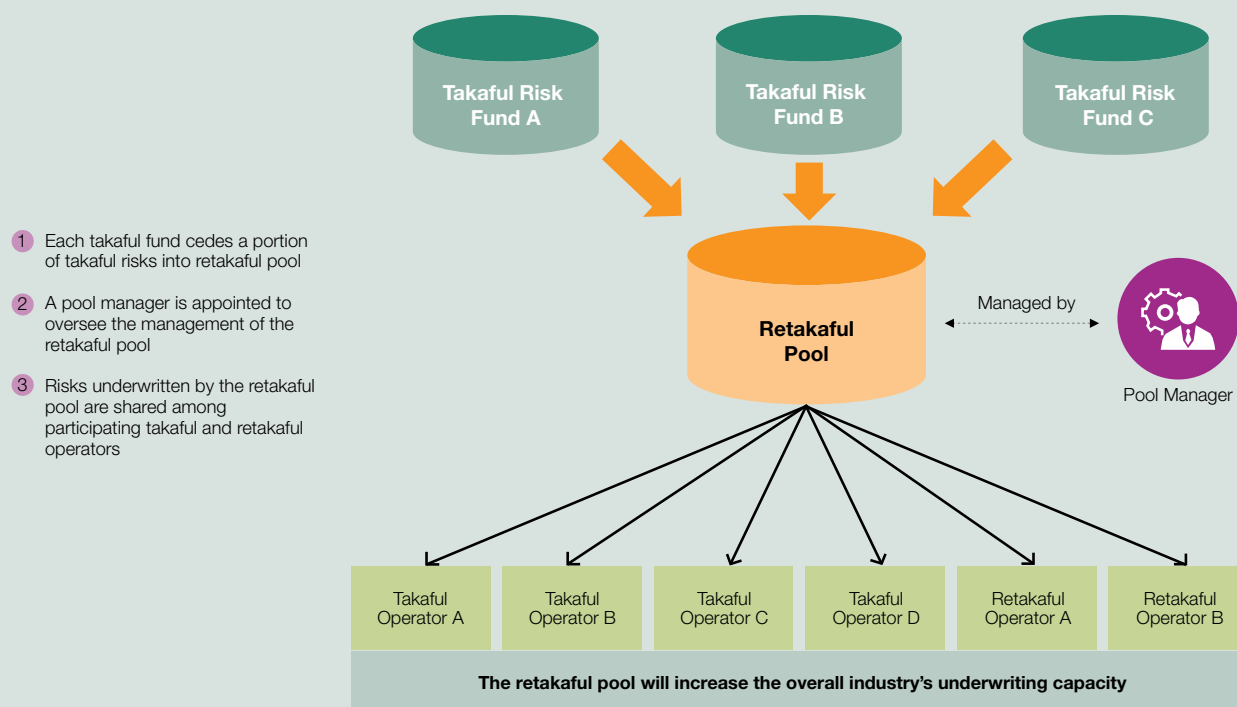 Takaful Risk
Fund A
Takaful Risk
Fund B
Takaful Risk
Fund C
1 Each takaful fund cedes a portion
of takaful risks into retakaful pool
2 A pool manager is appointed to
oversee the management of the
retakaful pool
3 Risks underwritten by the retakaful
pool are shared among
participating takaful and retakaful
operators
Retakaful
Pool
Managed by
Pool Manager
Takaful
Operator A
Takaful
Operator B
Takaful
Operator C
Takaful
Operator D
Retakaful
Operator A
Retakaful
Operator B
The retakaful pool will increase the overall industry's underwriting capacity